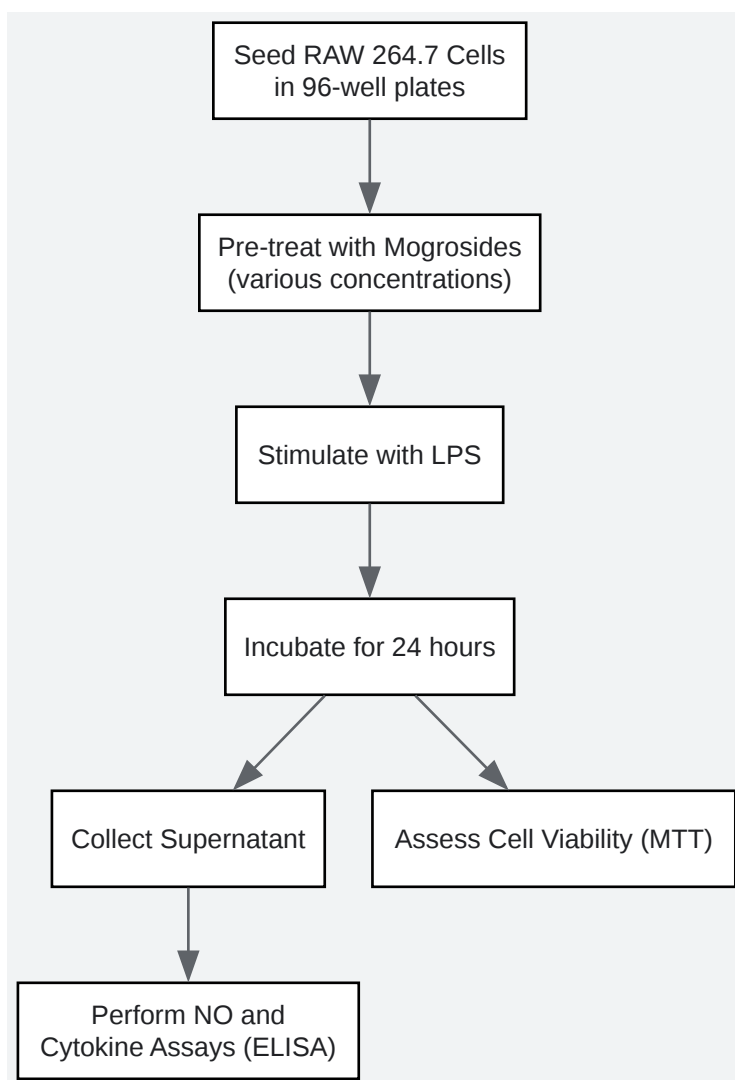 Seed RAW 264.7 Cells
in 96-well plates
Pre-treat with Mogrosides
(various concentrations)
Stimulate with LPS
Incubate for 24 hours
Collect Supernatant
Assess Cell Viability (MTT)
Perform NO and
Cytokine Assays (ELISA)